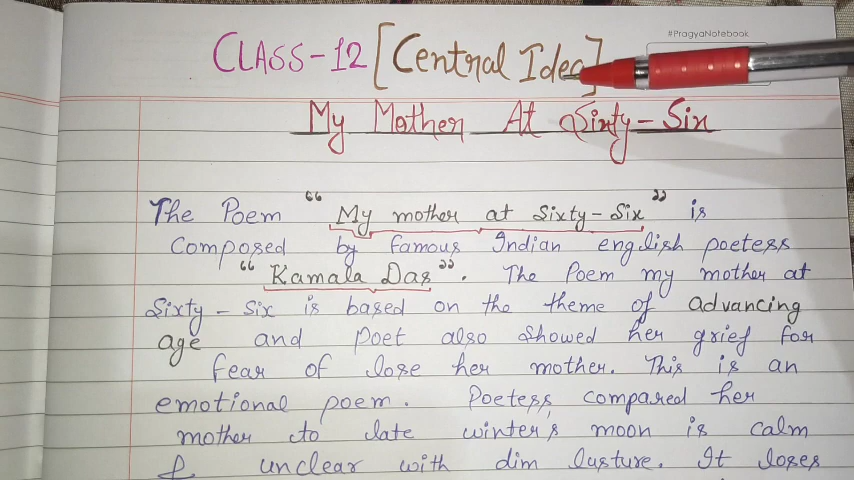 #PragyaNotebook
CLASS-12 [Central Idea]
My Mother At Sixty-Six
The Poem “My mother at Sixty-Six” is
Composed by famous Indian english poetess
“Kamala Das”. The Poem my mother at
Sixty-Six is based on the theme of advancing
age and poet also showed her grief for
fear of lose her mother. This is an
emotional poem. Poetess compared her
mother to late winter's moon is calm
& unclear with dim lusture. It loses